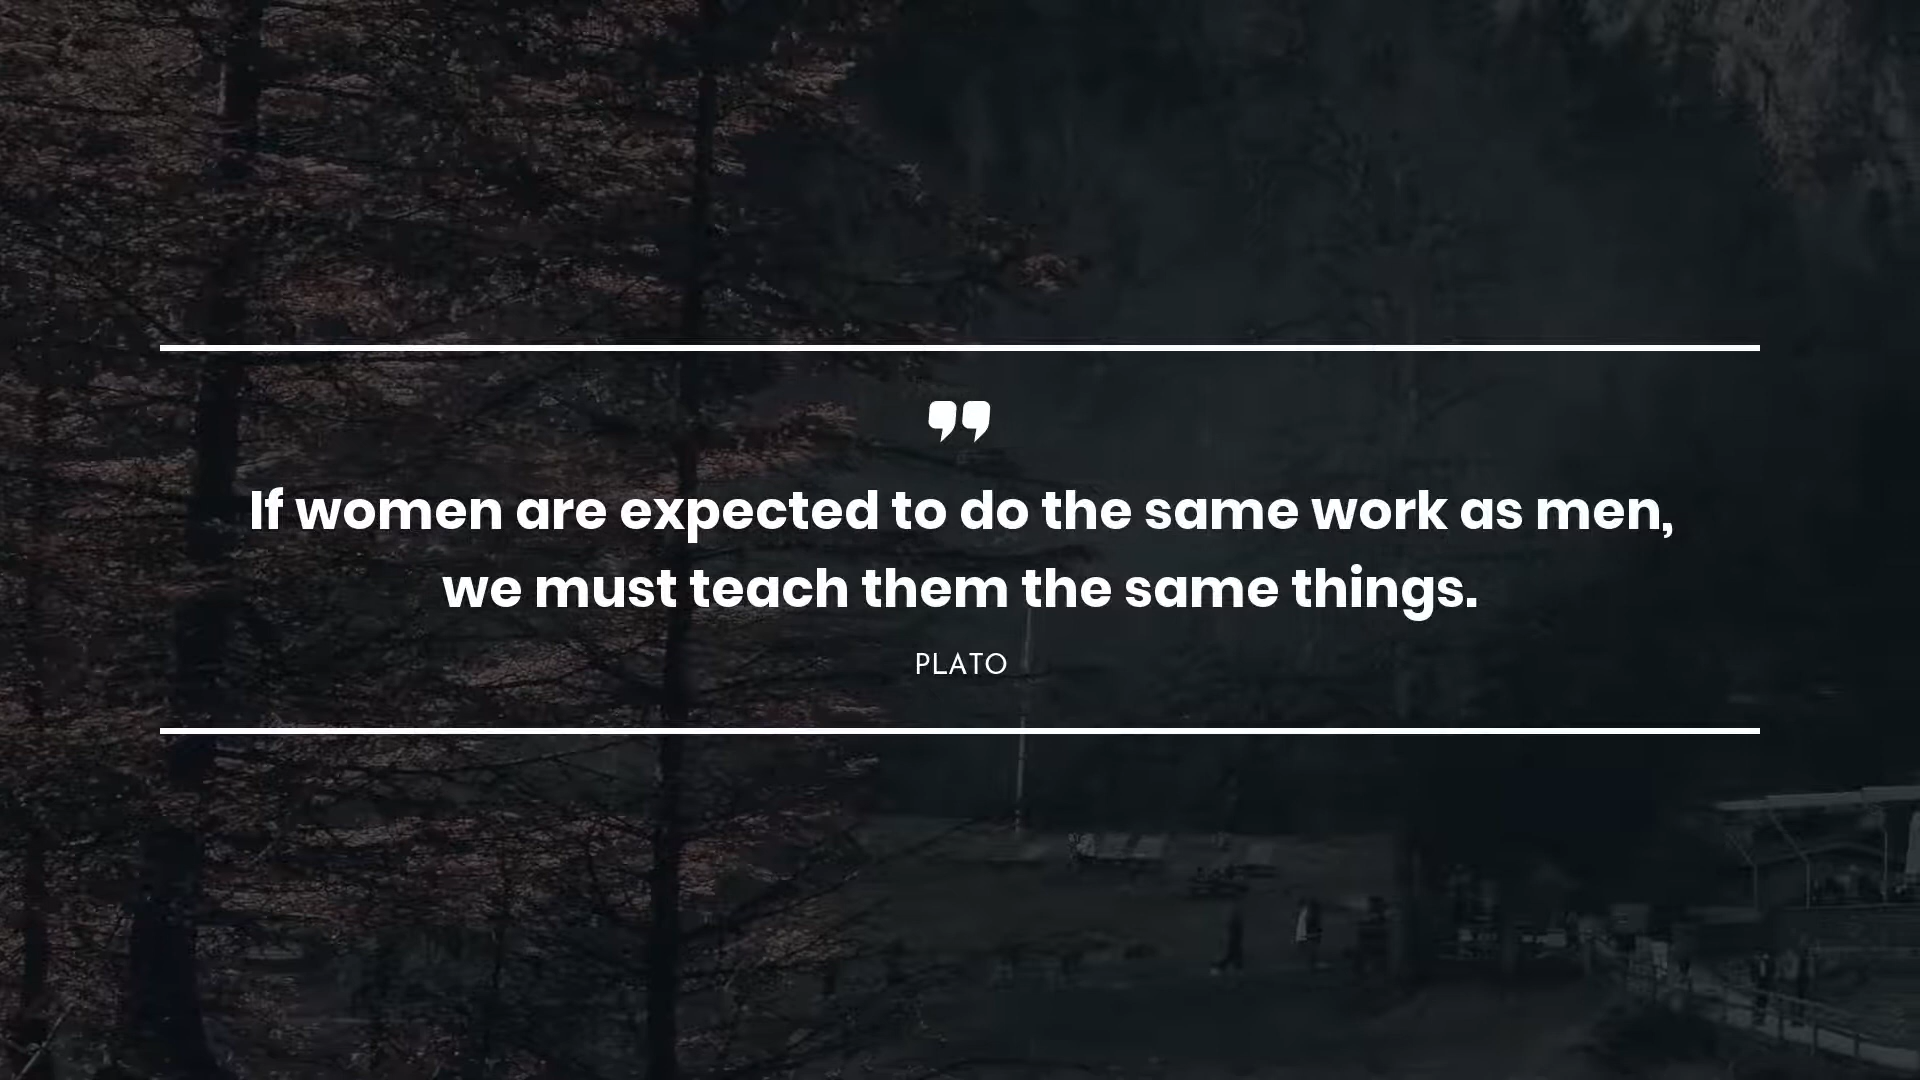 ”
If women are expected to do the same work as men,
we must teach them the same things.
PLATO